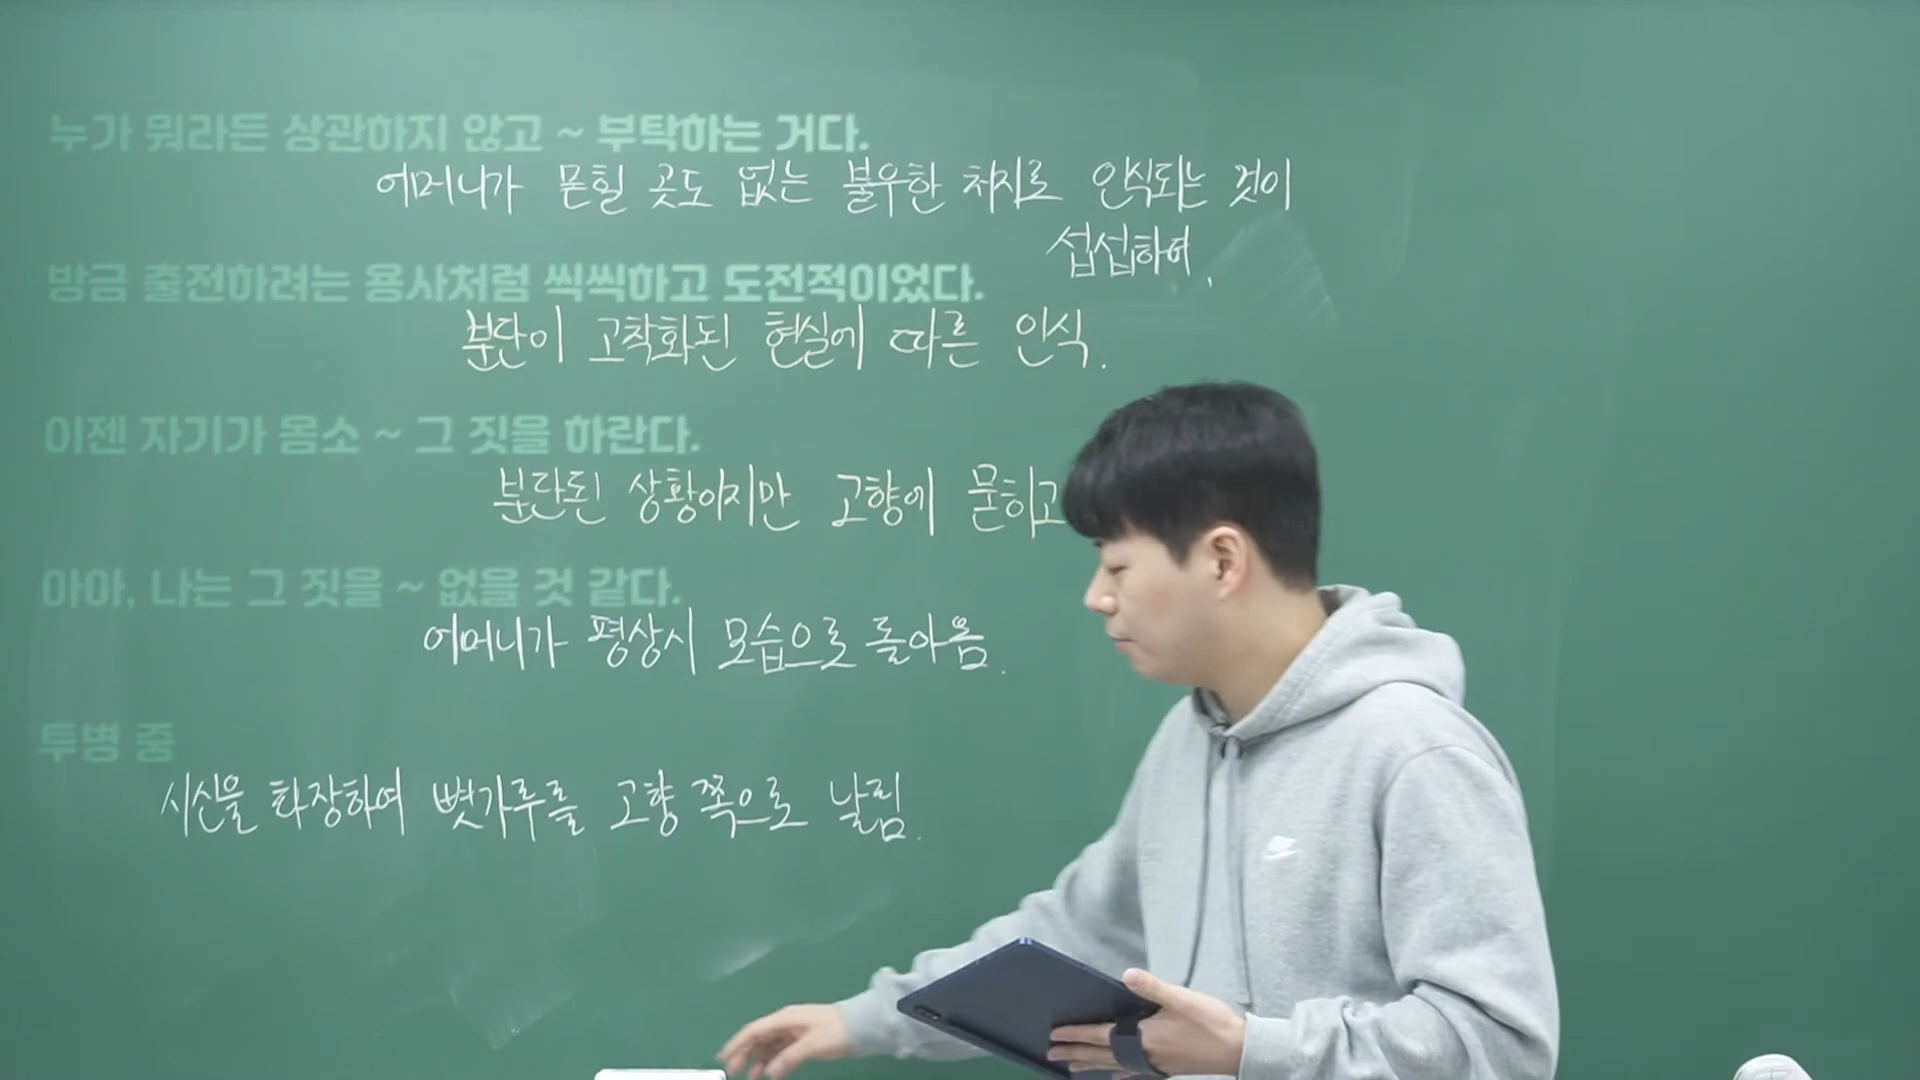 누가 뭐라든 상관하지 않고 ~ 부탁하는 거다.
어머니가 묻힐 곳도 없는 불우한 처지로 인식되는 것이
섭섭하여,
방금 출전하려는 용사처럼 씩씩하고 도전적이었다.
분단이 고착화된 현실에 따른 인식.
이젠 자기가 몸소 ~ 그 짓을 하란다.
분단된 상황이지만 고향에 묻히고
아아, 나는 그 짓을 ~ 없을 것 같다.
어머니가 평상시 모습으로 돌아옴.
투병 중
시신을 화장하여 뼛가루를 고향 쪽으로 날림.